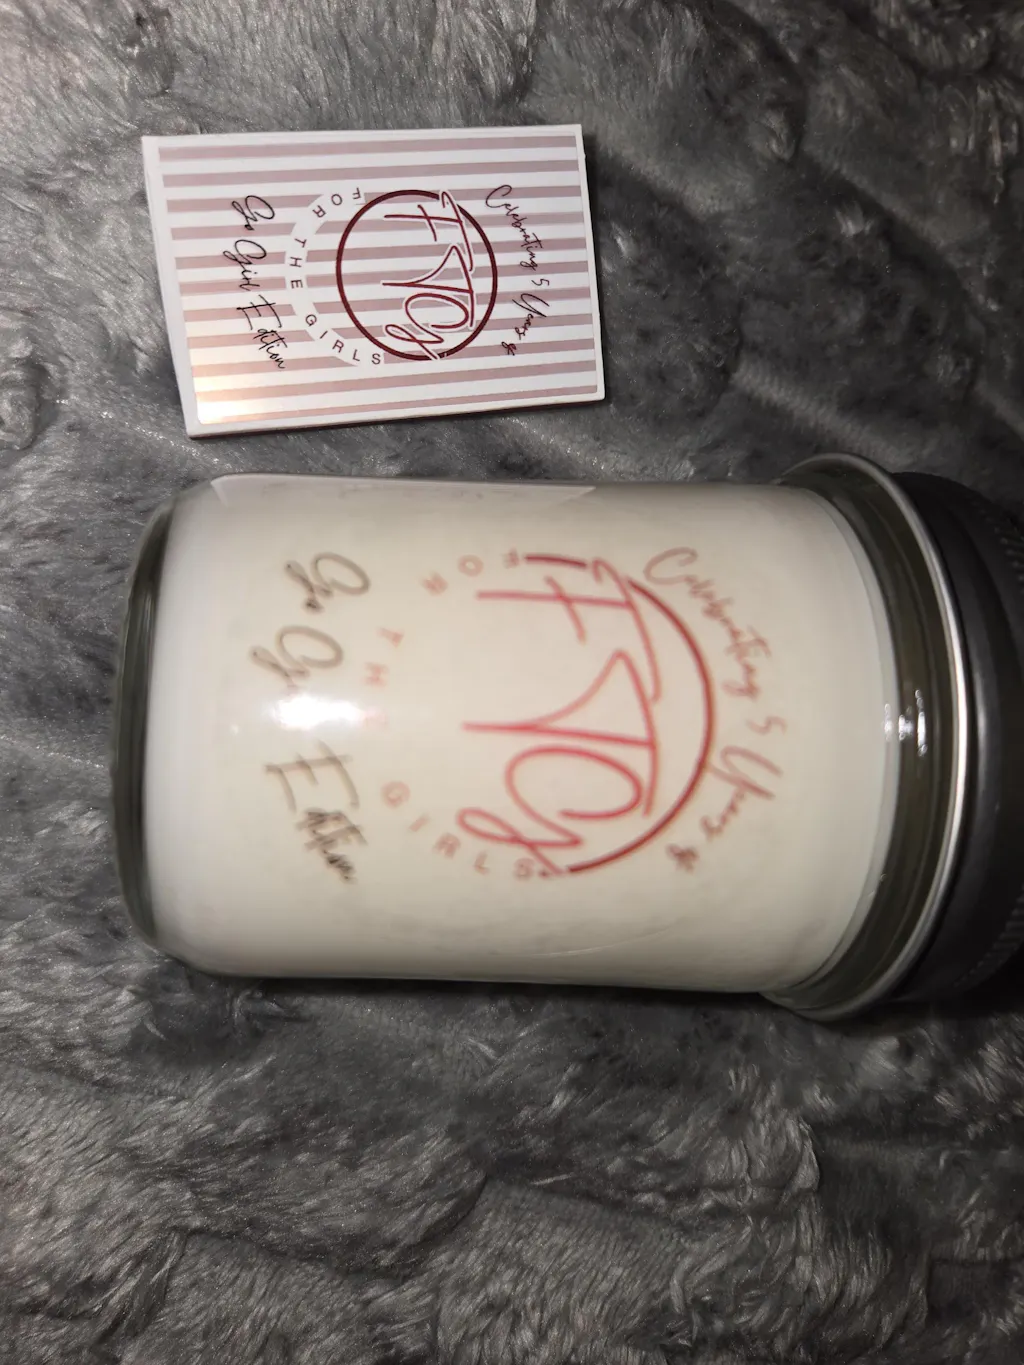 Celebrating 5 Years &
FTG
FOR THE GIRLS
Go Girl Edition
Celebrating 5 Years &
FTG
FOR THE GIRLS
Go Girl Edition